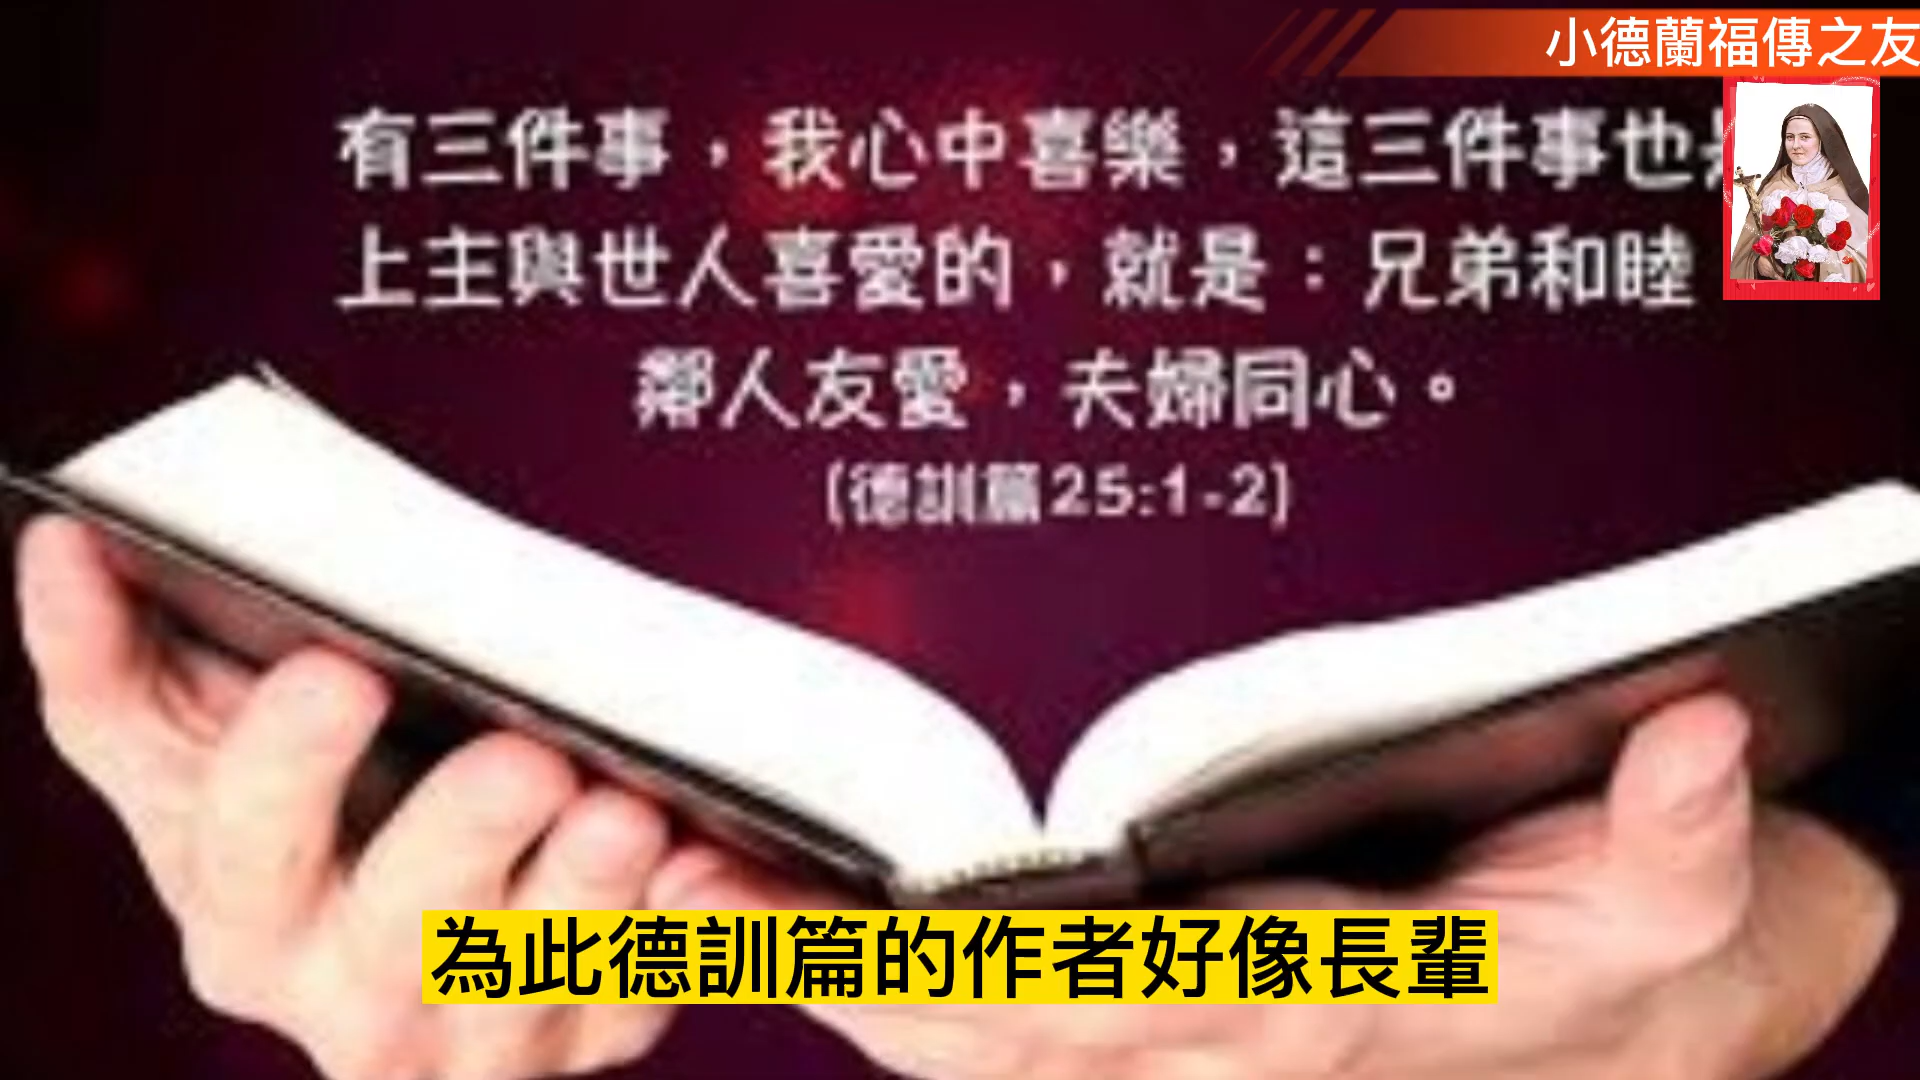 小德蘭福傳之友
有三件事，我心中喜樂，這三件事也是
上主與世人喜愛的，就是：兄弟和睦
鄰人友愛，夫婦同心。
(德訓篇25:1-2)
為此德訓篇的作者好像長輩